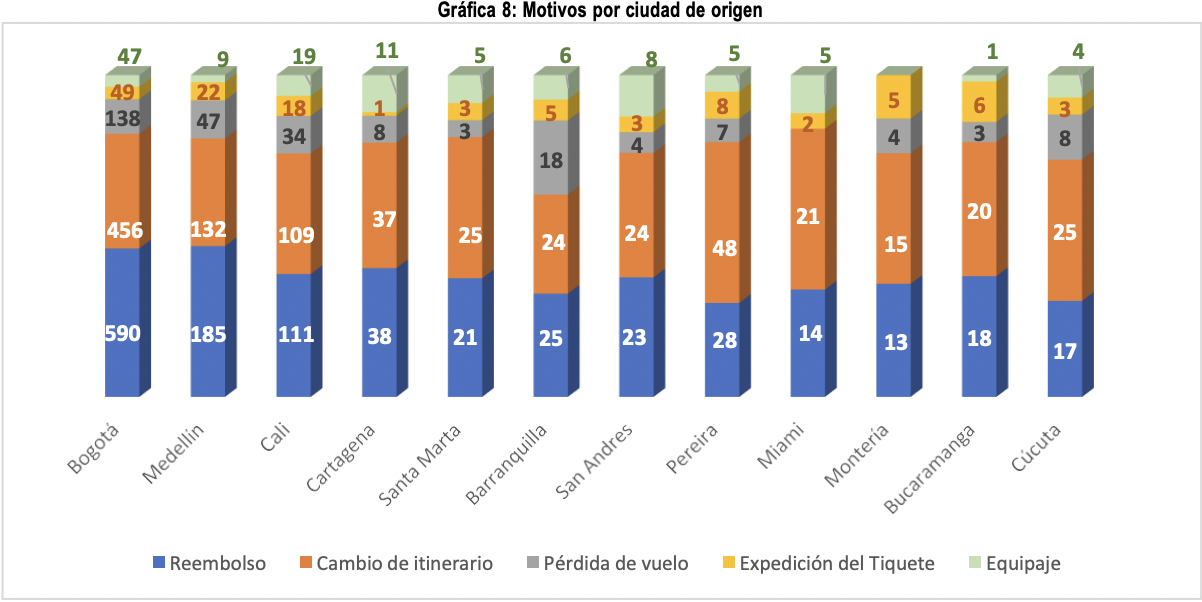 Gráfica 8: Motivos por ciudad de origen
47 9 19 11 5 6 8 5 5 1 4
49 22 18 1 3 5 3 8 2 5 6 3
138 47 34 8 3 18 4 7 4 3 8
456 132 109 37 25 24 24 48 21 15 20 25
590 185 111 38 21 25 23 28 14 13 18 17
Bogotá Medellín Cali Cartagena Santa Marta Barranquilla San Andres Pereira Miami Montería Bucaramanga Cúcuta
Reembolso Cambio de itinerario Pérdida de vuelo Expedición del Tiquete Equipaje